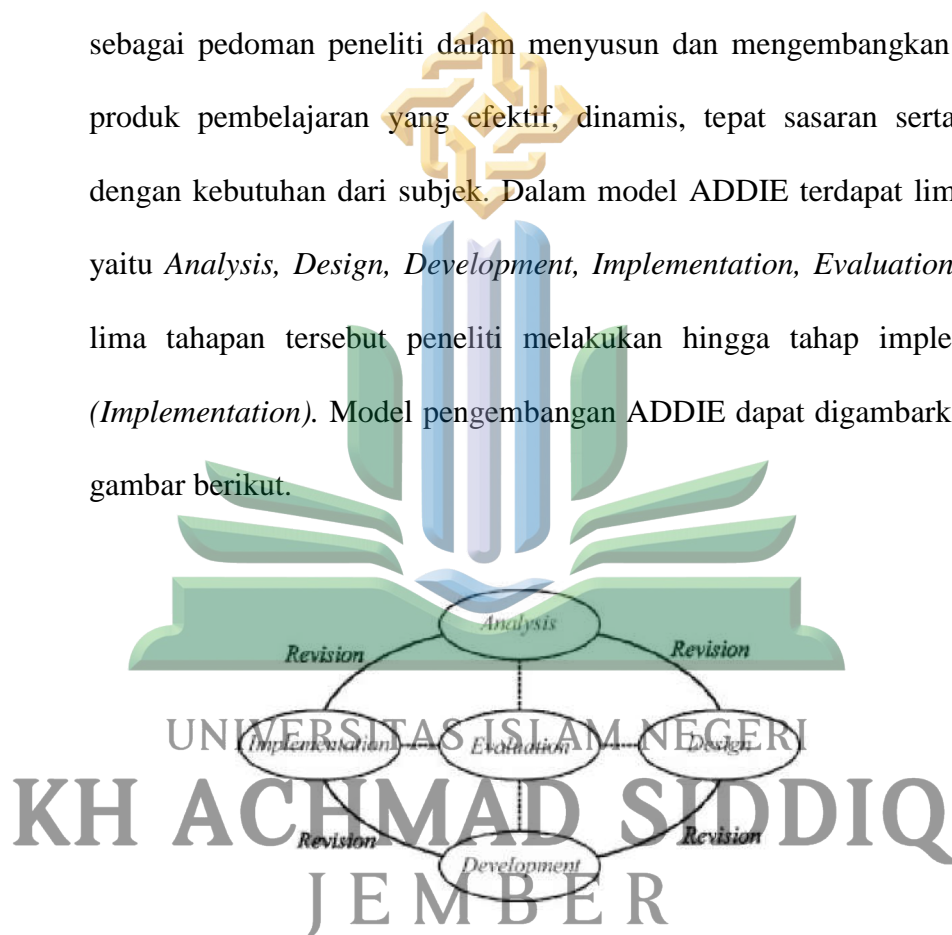 sebagai pedoman peneliti dalam menyusun dan mengembangkan
produk pembelajaran yang efektif, dinamis, tepat sasaran serta
dengan kebutuhan dari subjek. Dalam model ADDIE terdapat lim
yaitu Analysis, Design, Development, Implementation, Evaluation
lima tahapan tersebut peneliti melakukan hingga tahap imple
(Implementation). Model pengembangan ADDIE dapat digambark
gambar berikut.
Analysis
Revision Revision
UNIVERSITAS ISLAM NEGERI
Implementation Evaluation Design
KH ACHMAD SIDDIQ
Revision Revision
Development
JEMBER